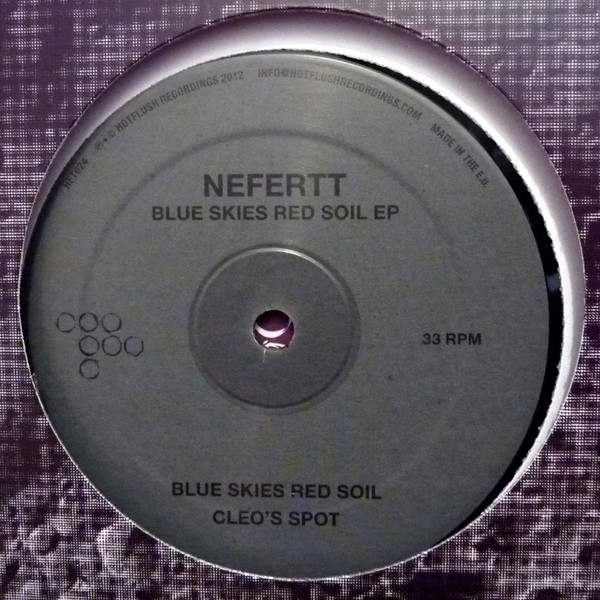 ℗ + © HOTFLUSH RECORDINGS 2012 INFO@HOTFLUSHRECORDINGS.COM MADE IN THE E.U.
NEFERTT
BLUE SKIES RED SOIL EP
33 RPM
BLUE SKIES RED SOIL
CLEO'S SPOT